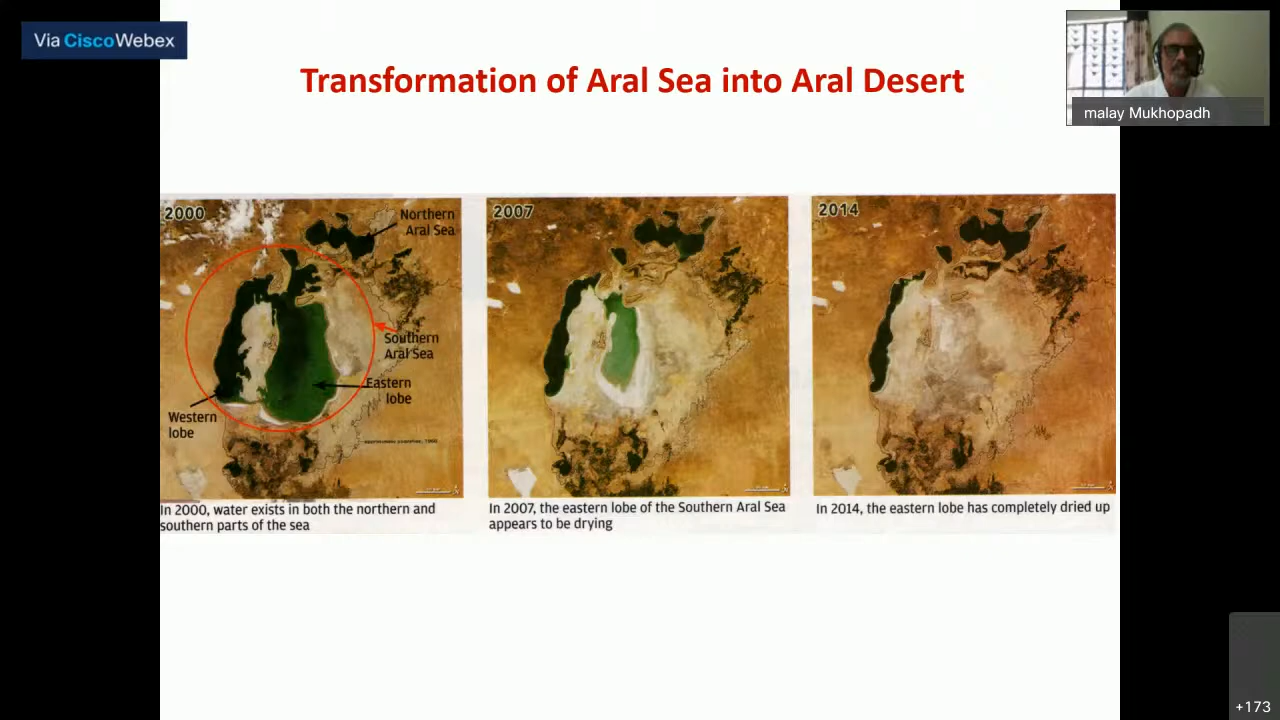 Via Cisco Webex
Transformation of Aral Sea into Aral Desert
malay Mukhopadh
2000
Northern
Aral Sea
Southern
Aral Sea
Eastern
lobe
Western
lobe
In 2000, water exists in both the northern and
southern parts of the sea
2007
In 2007, the eastern lobe of the Southern Aral Sea
appears to be drying
2014
In 2014, the eastern lobe has completely dried up
+173